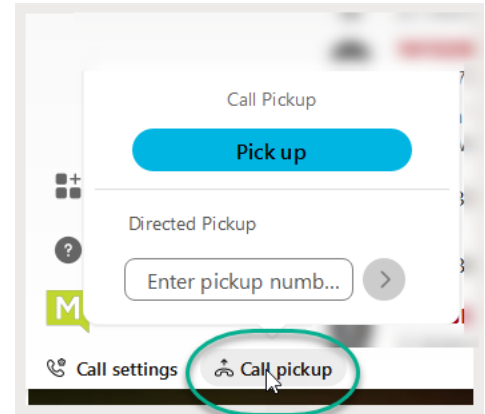 Call Pickup
Pick up
Directed Pickup
Enter pickup numb...
M
Call settings
Call pickup